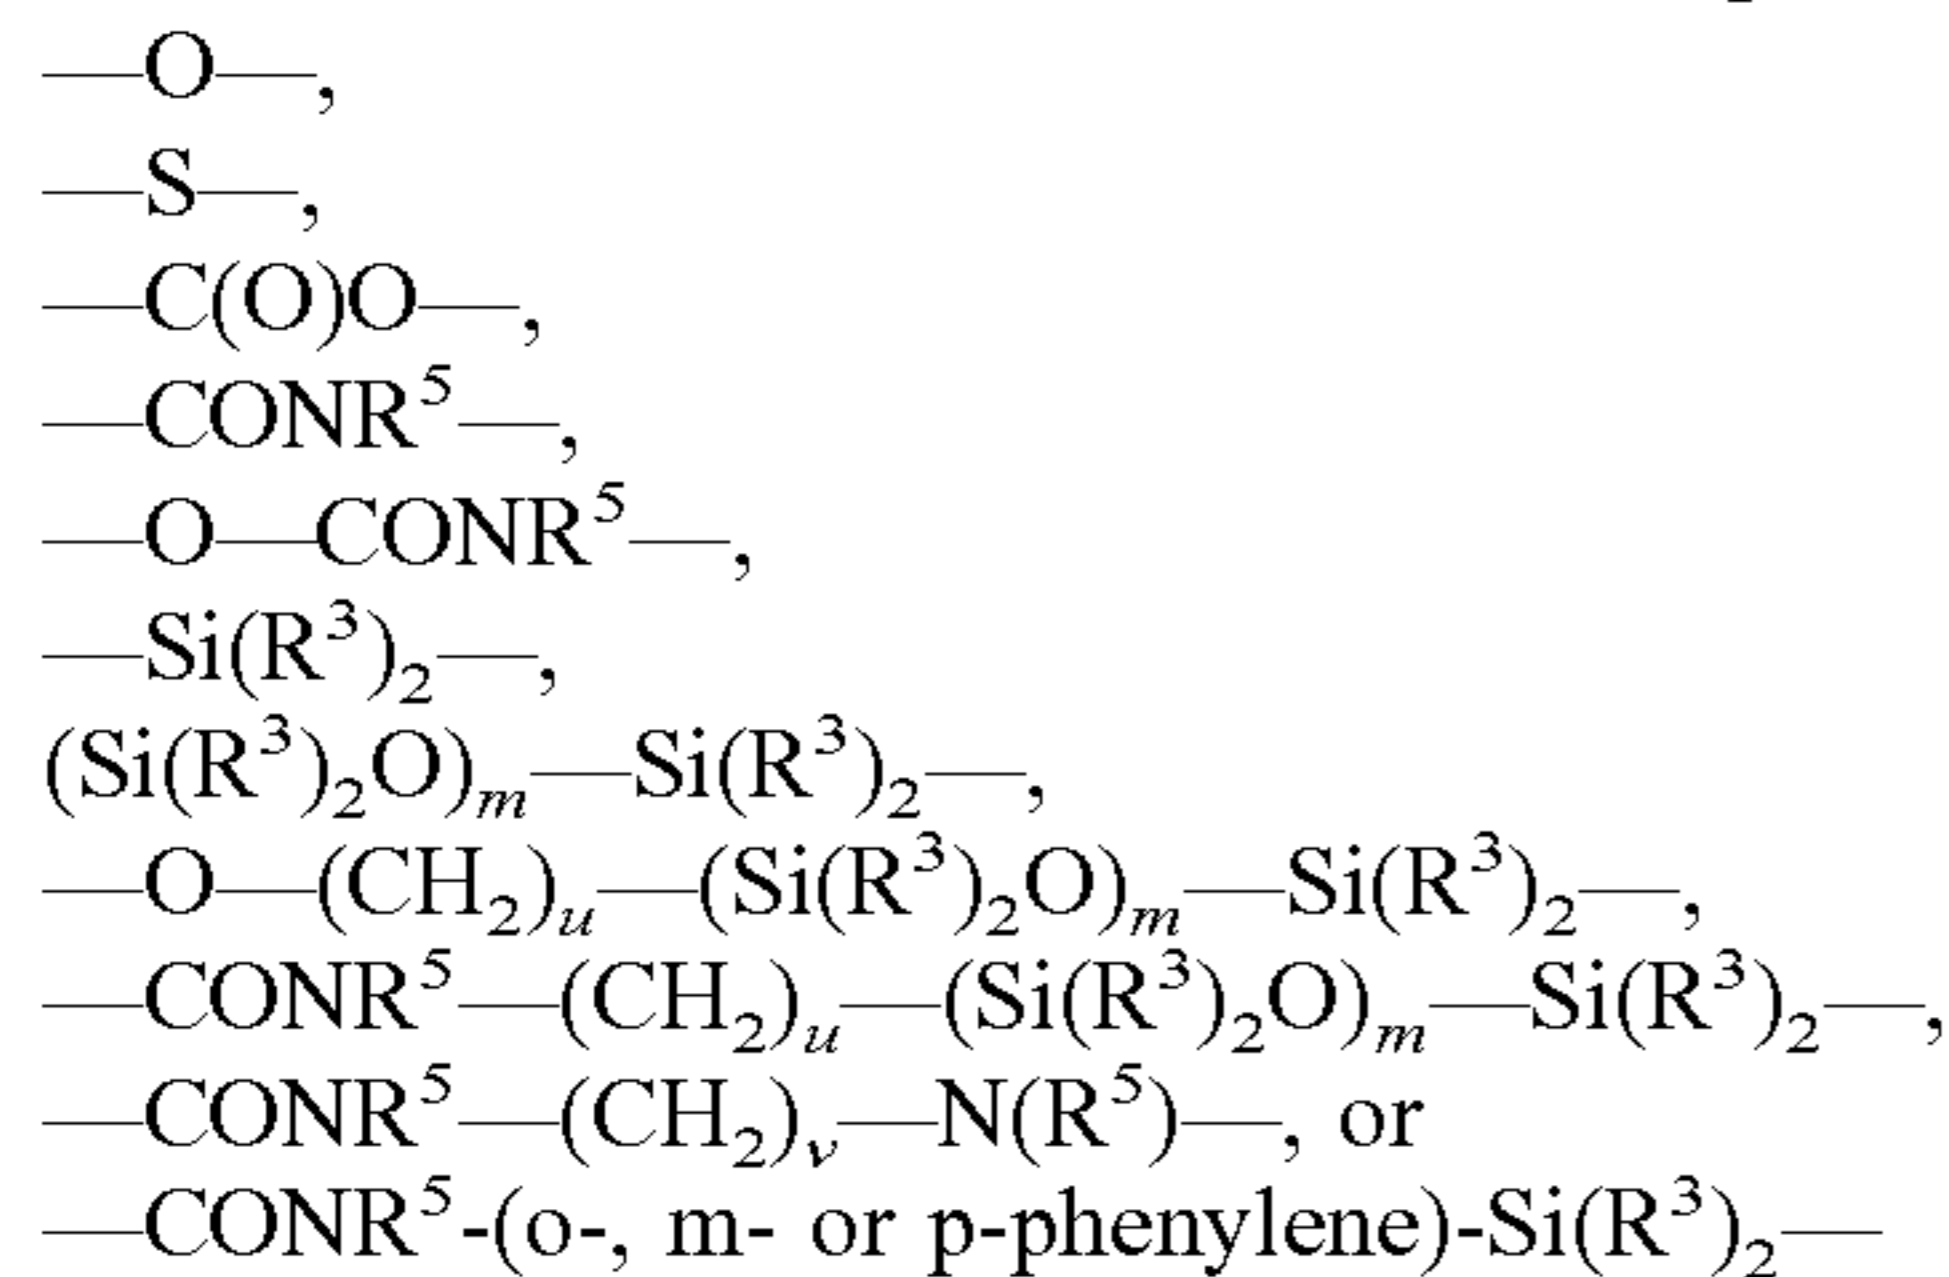 —O—,
—S—,
—C(O)O—,
—CONR⁵—,
—O—CONR⁵—,
—Si(R³)₂—,
(Si(R³)₂O)ₘ—Si(R³)₂—,
—O—(CH₂)ᵤ—(Si(R³)₂O)ₘ—Si(R³)₂—,
—CONR⁵—(CH₂)ᵤ—(Si(R³)₂O)ₘ—Si(R³)₂—,
—CONR⁵—(CH₂)ᵥ—N(R⁵)—, or
—CONR⁵-(o-, m- or p-phenylene)-Si(R³)₂—